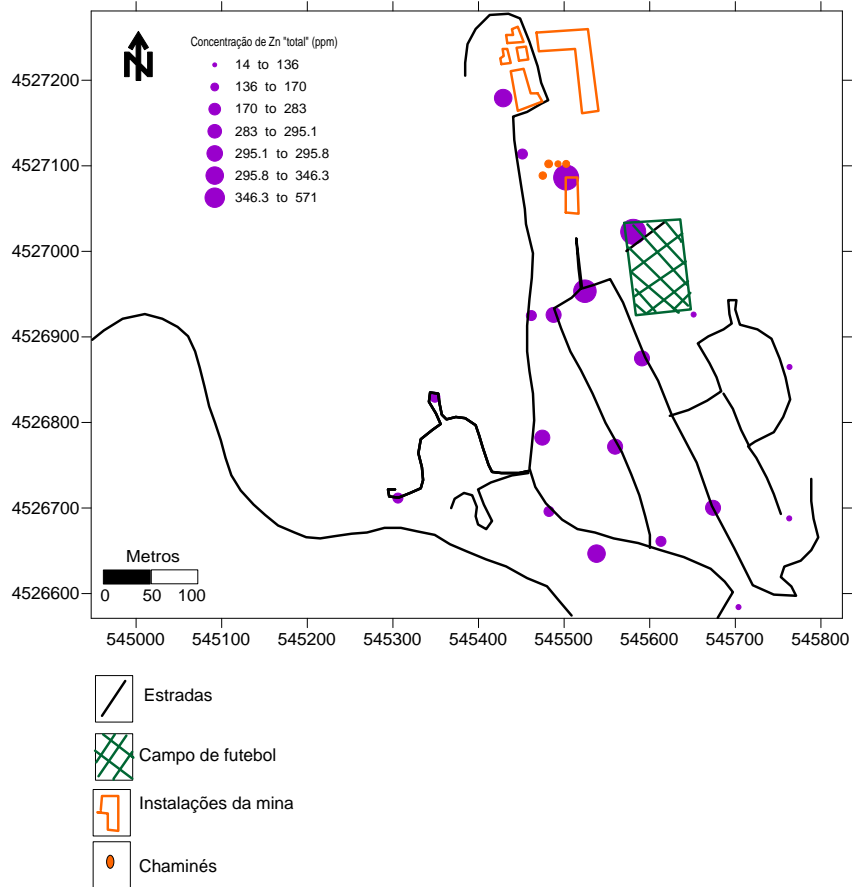 Concentração de Zn "total" (ppm)
14 to 136
136 to 170
170 to 283
283 to 295.1
295.1 to 295.8
295.8 to 346.3
346.3 to 571
N
4527200
4527100
4527000
4526900
4526800
4526700
4526600
Metros
0 50 100
545000 545100 545200 545300 545400 545500 545600 545700 545800
Estradas
Campo de futebol
Instalações da mina
Chaminés